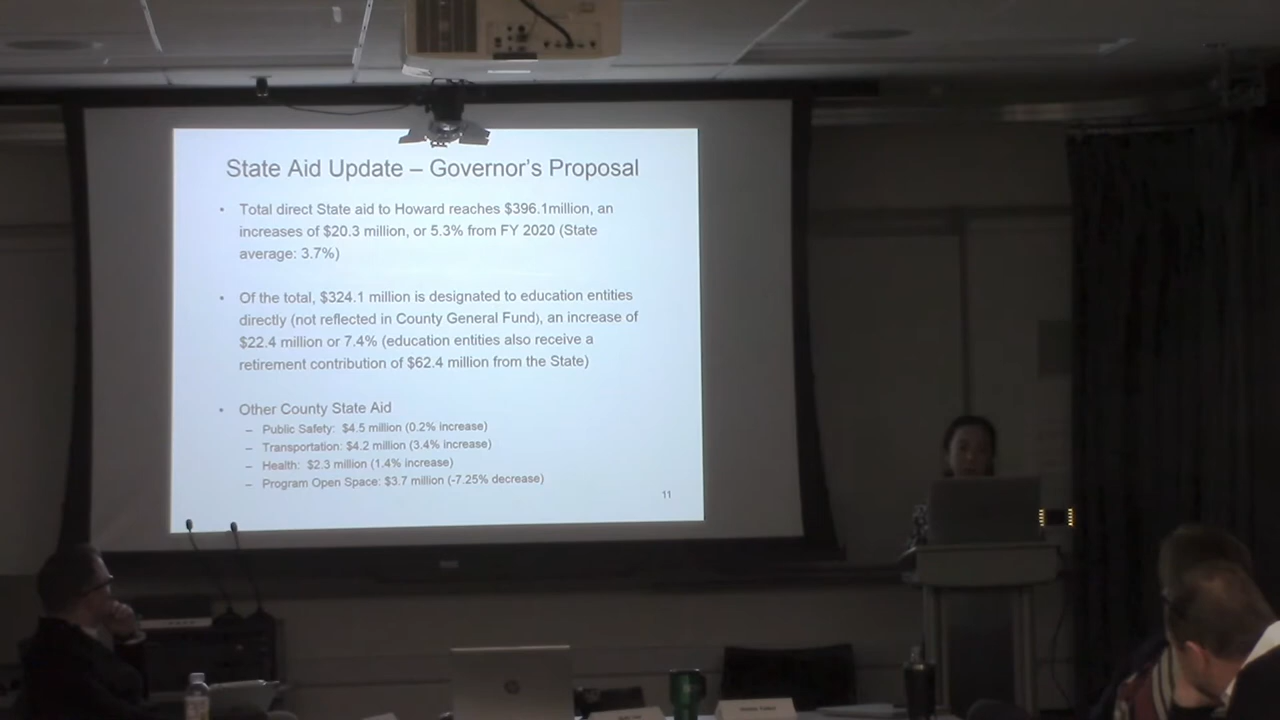 State Aid Update – Governor's Proposal
• Total direct State aid to Howard reaches $396.1million, an
increases of $20.3 million, or 5.3% from FY 2020 (State
average: 3.7%)
• Of the total, $324.1 million is designated to education entities
directly (not reflected in County General Fund), an increase of
$22.4 million or 7.4% (education entities also receive a
retirement contribution of $62.4 million from the State)
• Other County State Aid
– Public Safety: $4.5 million (0.2% increase)
– Transportation: $4.2 million (3.4% increase)
– Health: $2.3 million (1.4% increase)
– Program Open Space: $3.7 million (-7.25% decrease)
11
hp